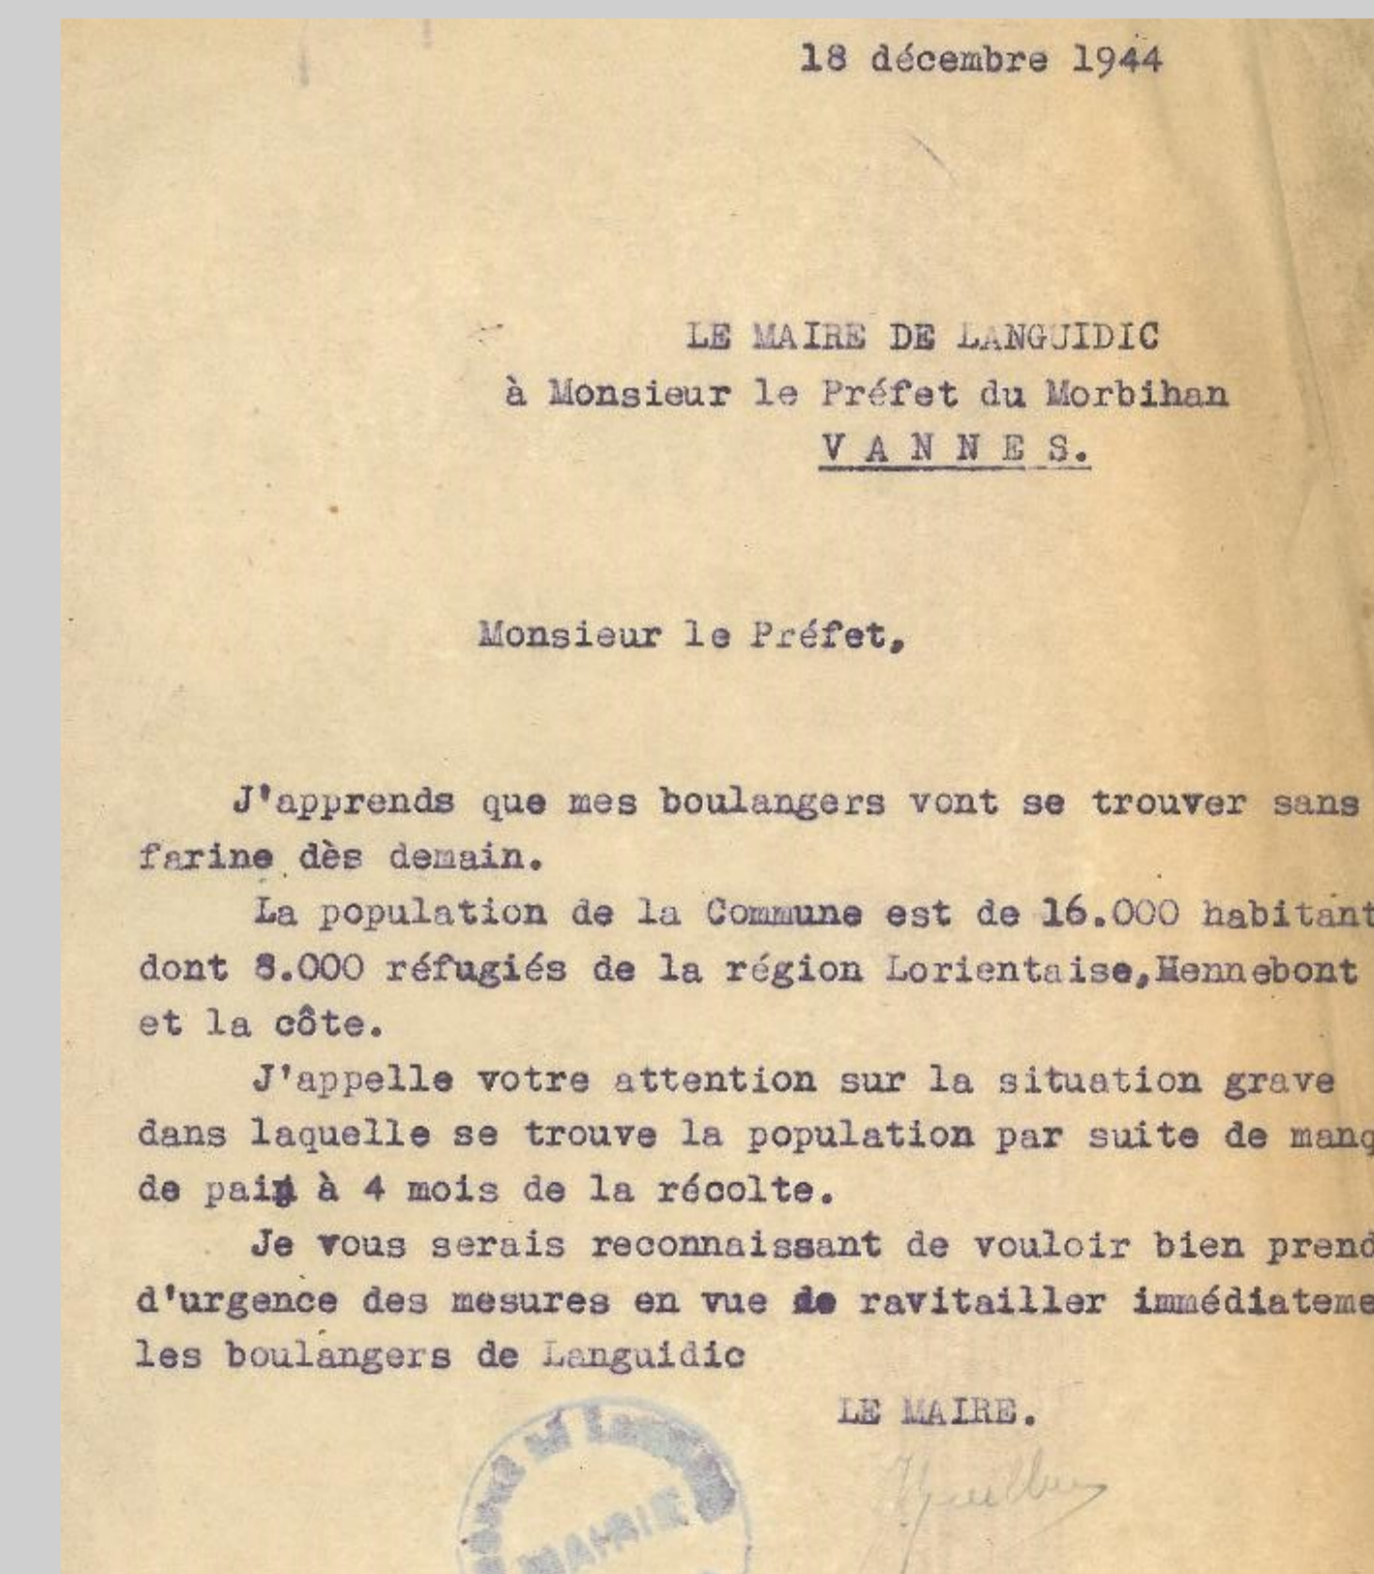 18 décembre 1944
LE MAIRE DE LANGUIDIC
à Monsieur le Préfet du Morbihan
V A N N E S.
Monsieur le Préfet,
J'apprends que mes boulangers vont se trouver sans
farine dès demain.
La population de la Commune est de 16.000 habitant
dont 8.000 réfugiés de la région Lorientaise,Hennebont
et la côte.
J'appelle votre attention sur la situation grave
dans laquelle se trouve la population par suite de manq
de pain à 4 mois de la récolte.
Je vous serais reconnaissant de vouloir bien prend
d'urgence des mesures en vue de ravitailler immédiateme
les boulangers de Languidic
LE MAIRE.
MAIRIE